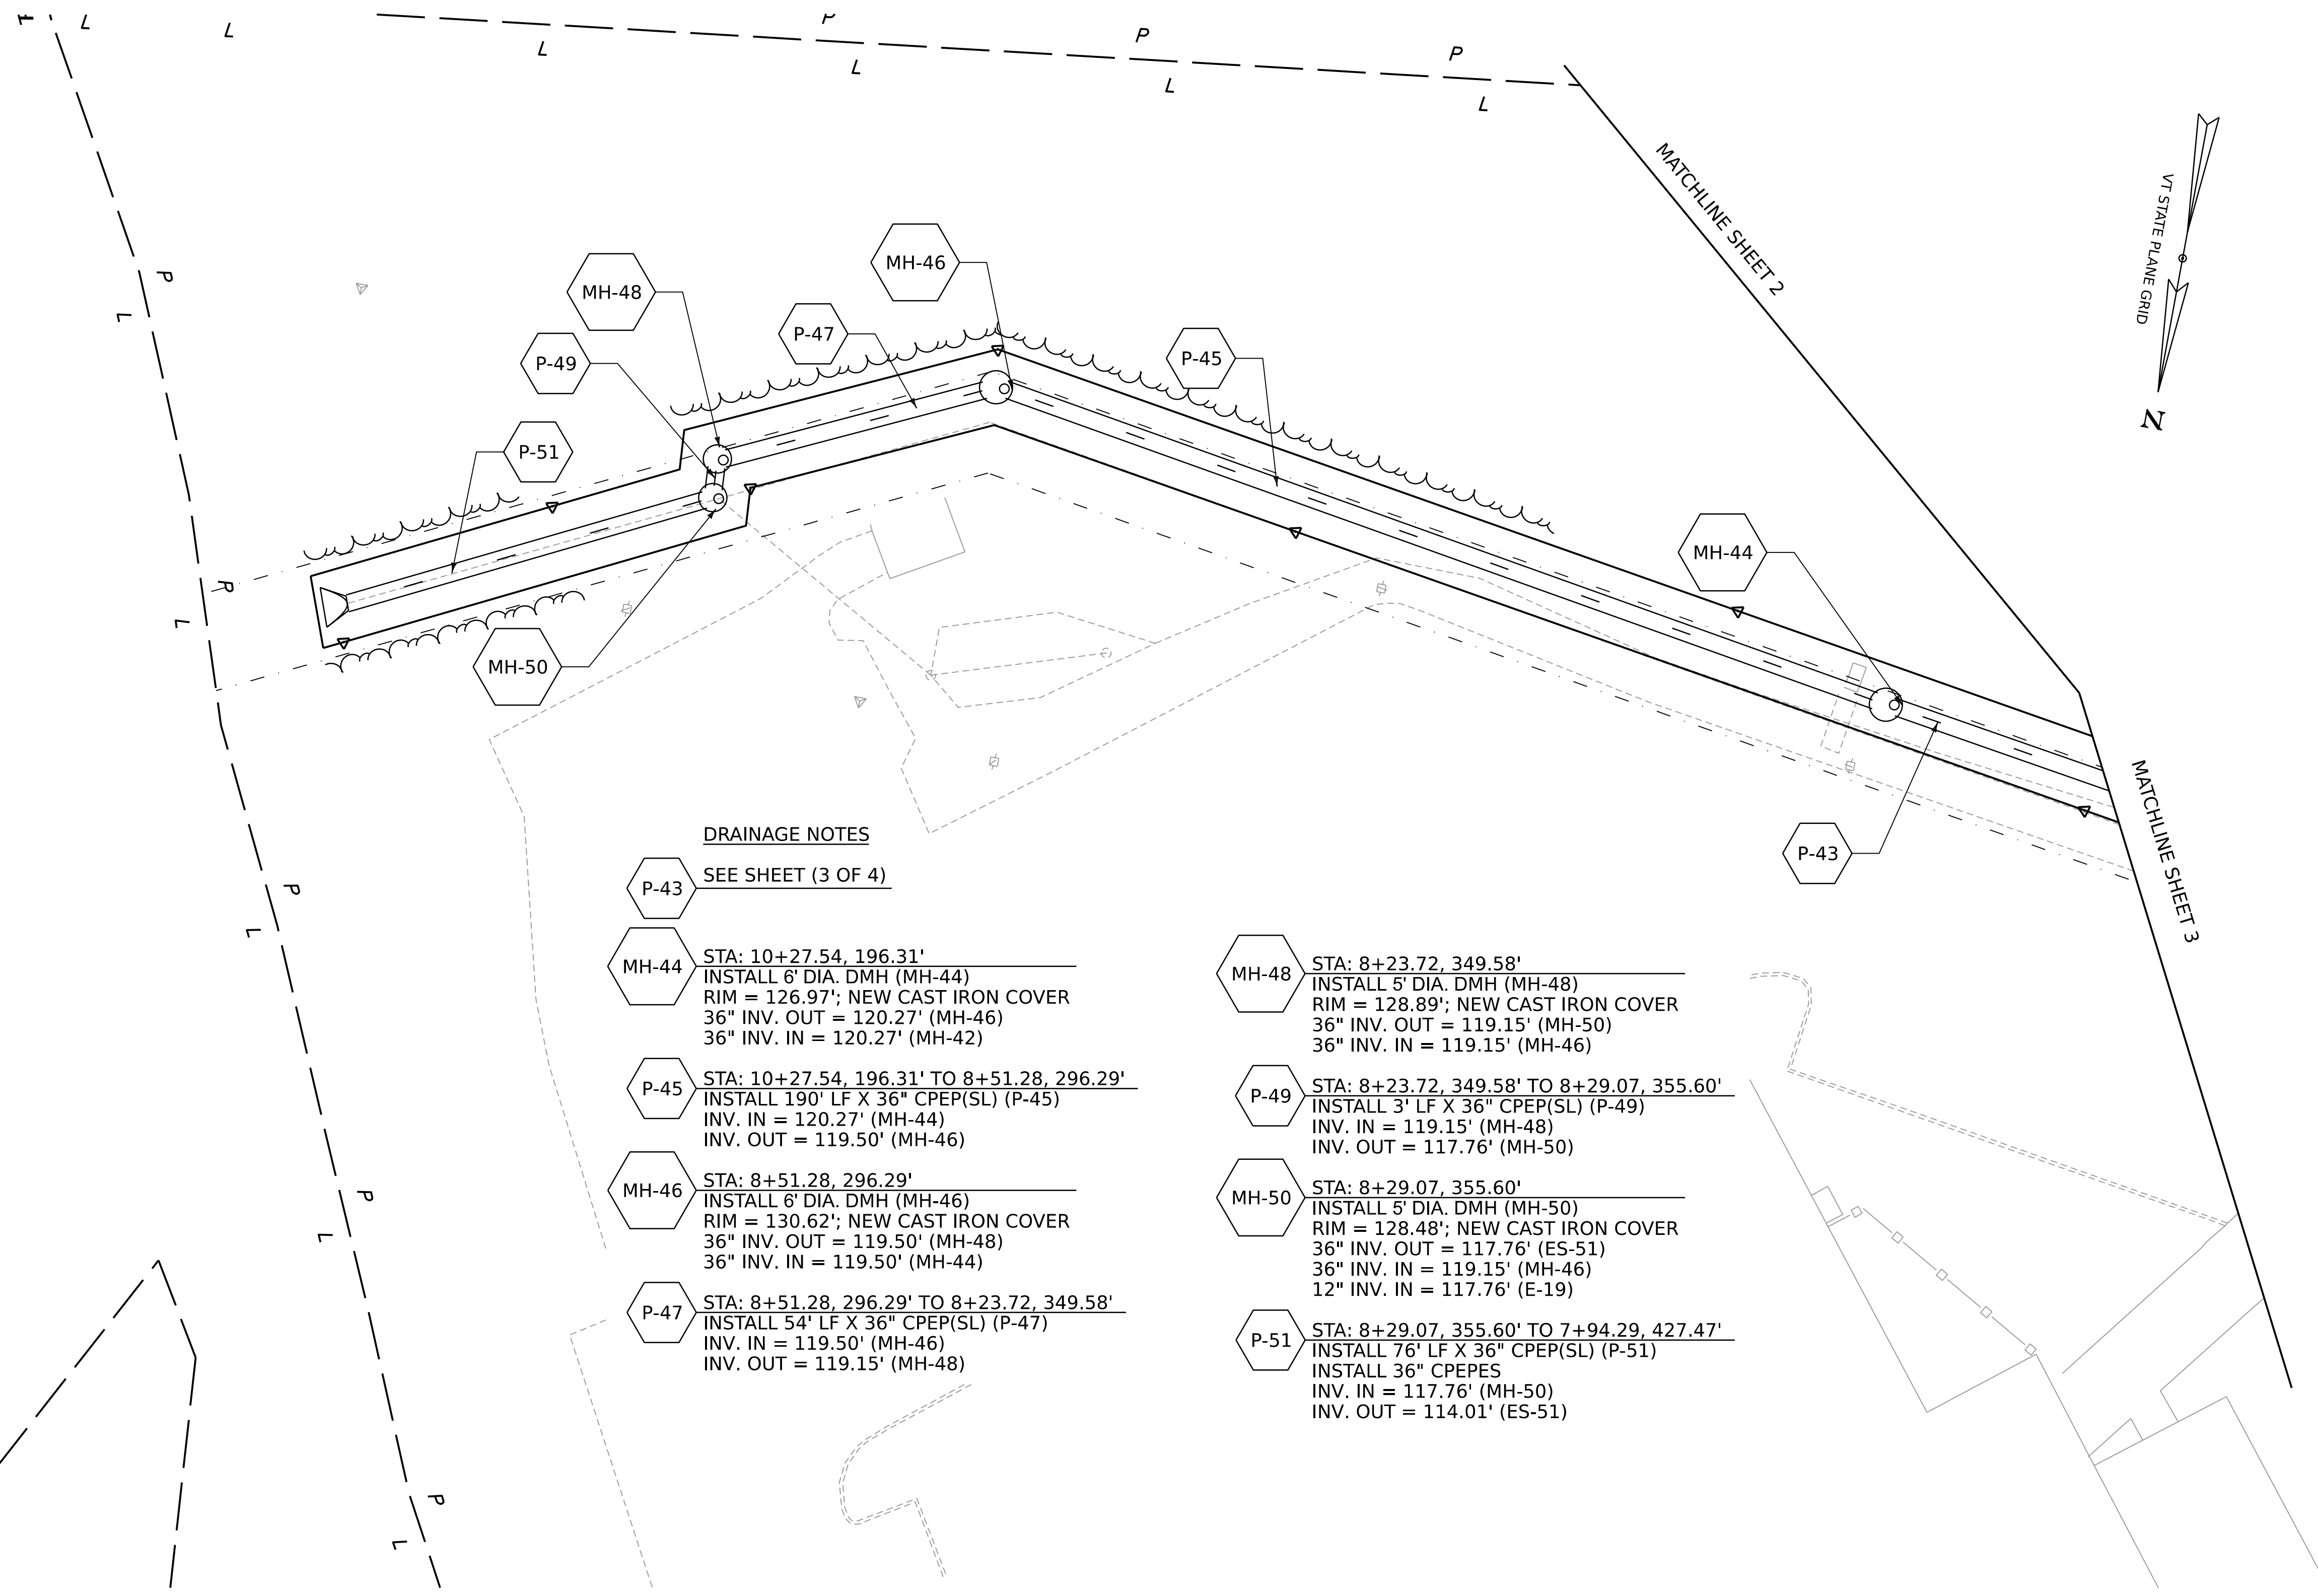 P
P
P
L
L
L
L
L
L
MATCHLINE SHEET 2
VT STATE PLANE GRID
N
MH-46
MH-48
P-47
P-49
P-45
P-51
P
L
MH-44
P
L
MH-50
MATCHLINE SHEET 3
P-43
DRAINAGE NOTES
P-43
SEE SHEET (3 OF 4)
MH-44
STA: 10+27.54, 196.31'
INSTALL 6' DIA. DMH (MH-44)
RIM = 126.97'; NEW CAST IRON COVER
36" INV. OUT = 120.27' (MH-46)
36" INV. IN = 120.27' (MH-42)
P-45
STA: 10+27.54, 196.31' TO 8+51.28, 296.29'
INSTALL 190' LF X 36" CPEP(SL) (P-45)
INV. IN = 120.27' (MH-44)
INV. OUT = 119.50' (MH-46)
MH-46
STA: 8+51.28, 296.29'
INSTALL 6' DIA. DMH (MH-46)
RIM = 130.62'; NEW CAST IRON COVER
36" INV. OUT = 119.50' (MH-48)
36" INV. IN = 119.50' (MH-44)
P-47
STA: 8+51.28, 296.29' TO 8+23.72, 349.58'
INSTALL 54' LF X 36" CPEP(SL) (P-47)
INV. IN = 119.50' (MH-46)
INV. OUT = 119.15' (MH-48)
MH-48
STA: 8+23.72, 349.58'
INSTALL 5' DIA. DMH (MH-48)
RIM = 128.89'; NEW CAST IRON COVER
36" INV. OUT = 119.15' (MH-50)
36" INV. IN = 119.15' (MH-46)
P-49
STA: 8+23.72, 349.58' TO 8+29.07, 355.60'
INSTALL 3' LF X 36" CPEP(SL) (P-49)
INV. IN = 119.15' (MH-48)
INV. OUT = 117.76' (MH-50)
MH-50
STA: 8+29.07, 355.60'
INSTALL 5' DIA. DMH (MH-50)
RIM = 128.48'; NEW CAST IRON COVER
36" INV. OUT = 117.76' (ES-51)
36" INV. IN = 119.15' (MH-46)
12" INV. IN = 117.76' (E-19)
P-51
STA: 8+29.07, 355.60' TO 7+94.29, 427.47'
INSTALL 76' LF X 36" CPEP(SL) (P-51)
INSTALL 36" CPEPES
INV. IN = 117.76' (MH-50)
INV. OUT = 114.01' (ES-51)
P
L
P
L
P
L